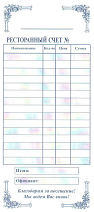 РЕСТОРАННЫЙ СЧЕТ №
Наименование Кол-во Цена Сумма
Итого:
Официант
Благодарим за посещение!
Мы ждем Вас вновь!